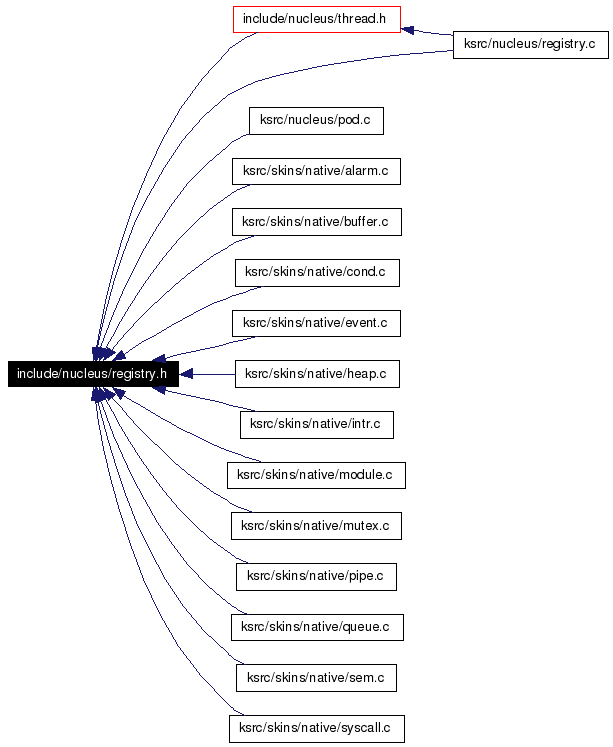 include/nucleus/thread.h
ksrc/nucleus/registry.c
ksrc/nucleus/pod.c
ksrc/skins/native/alarm.c
ksrc/skins/native/buffer.c
ksrc/skins/native/cond.c
ksrc/skins/native/event.c
include/nucleus/registry.h
ksrc/skins/native/heap.c
ksrc/skins/native/intr.c
ksrc/skins/native/module.c
ksrc/skins/native/mutex.c
ksrc/skins/native/pipe.c
ksrc/skins/native/queue.c
ksrc/skins/native/sem.c
ksrc/skins/native/syscall.c